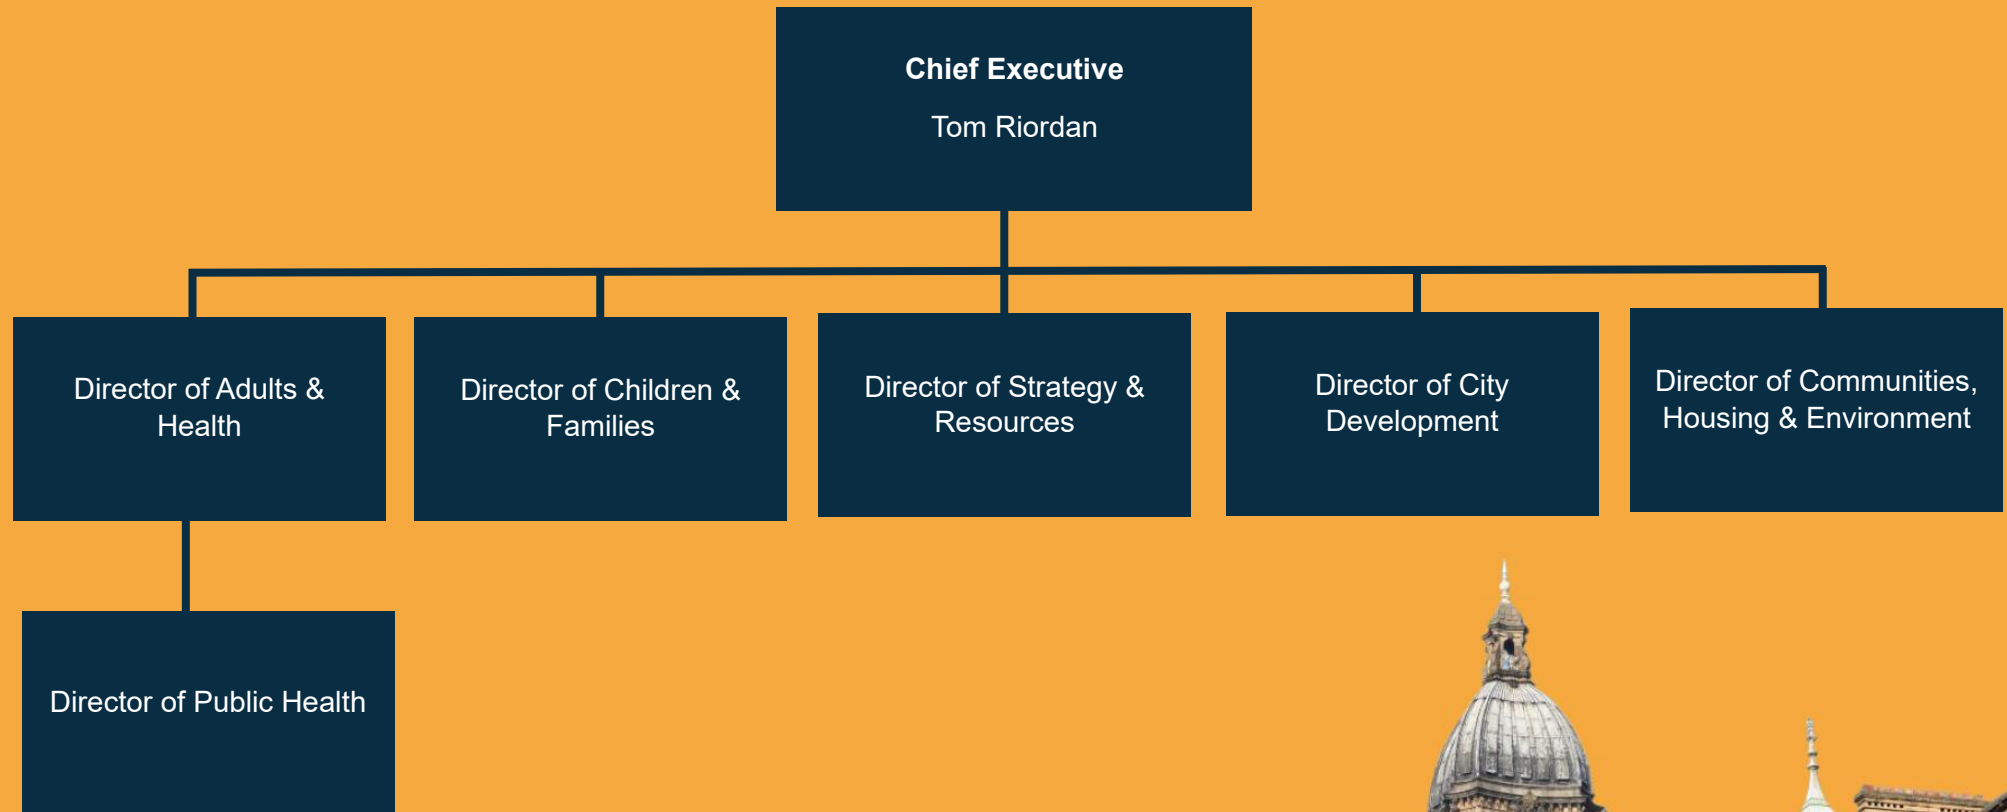 Chief Executive
Tom Riordan
Director of Adults &
Health
Director of Children &
Families
Director of Strategy &
Resources
Director of City
Development
Director of Communities,
Housing & Environment
Director of Public Health